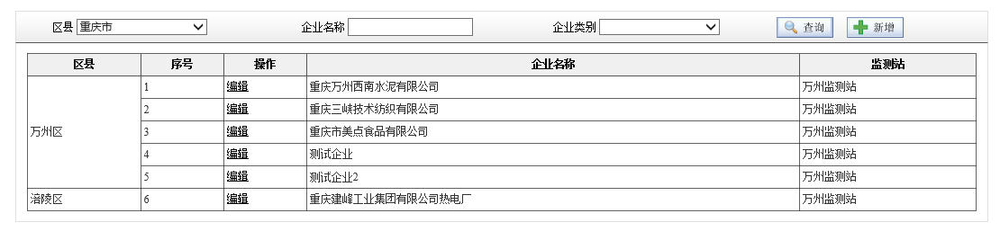 区县 重庆市 企业名称 企业类别 查询 新增
区县 序号 操作 企业名称 监测站
1 编辑 重庆万州西南水泥有限公司 万州监测站
2 编辑 重庆三峡技术纺织有限公司 万州监测站
万州区 3 编辑 重庆市美点食品有限公司 万州监测站
4 编辑 测试企业 万州监测站
5 编辑 测试企业2 万州监测站
涪陵区 6 编辑 重庆建峰工业集团有限公司热电厂 万州监测站